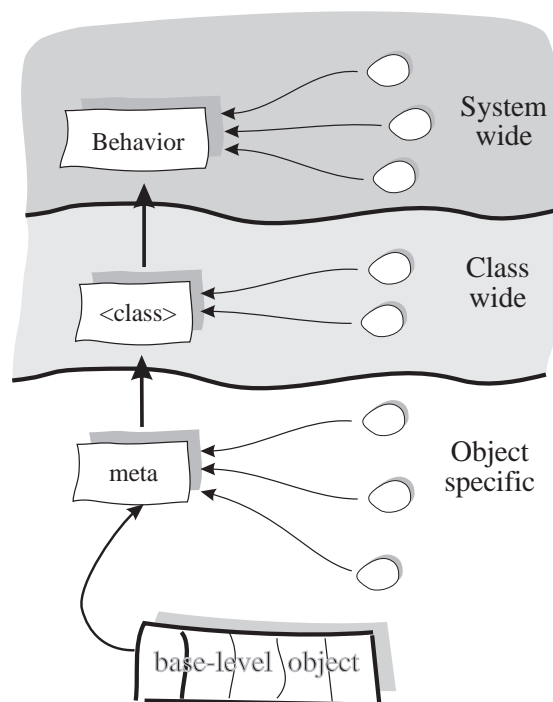 System
wide
Behavior
Class
wide
<class>
Object
specific
meta
base-level object